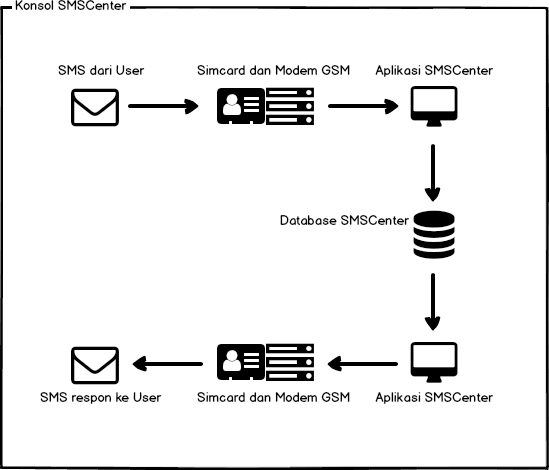 Konsol SMSCenter
SMS dari User
Simcard dan Modem GSM
Aplikasi SMSCenter
Database SMSCenter
SMS respon ke User
Simcard dan Modem GSM
Aplikasi SMSCenter